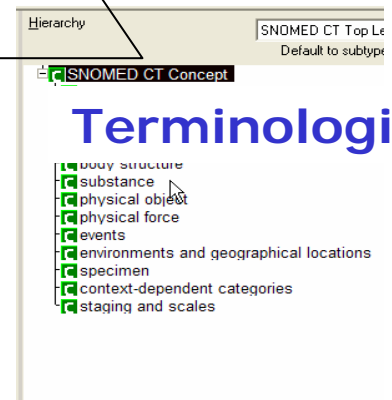 Hierarchy
SNOMED CT Top Le
Default to subtype
SNOMED CT Concept
Terminologi
body structure
substance
physical object
physical force
events
environments and geographical locations
specimen
context-dependent categories
staging and scales